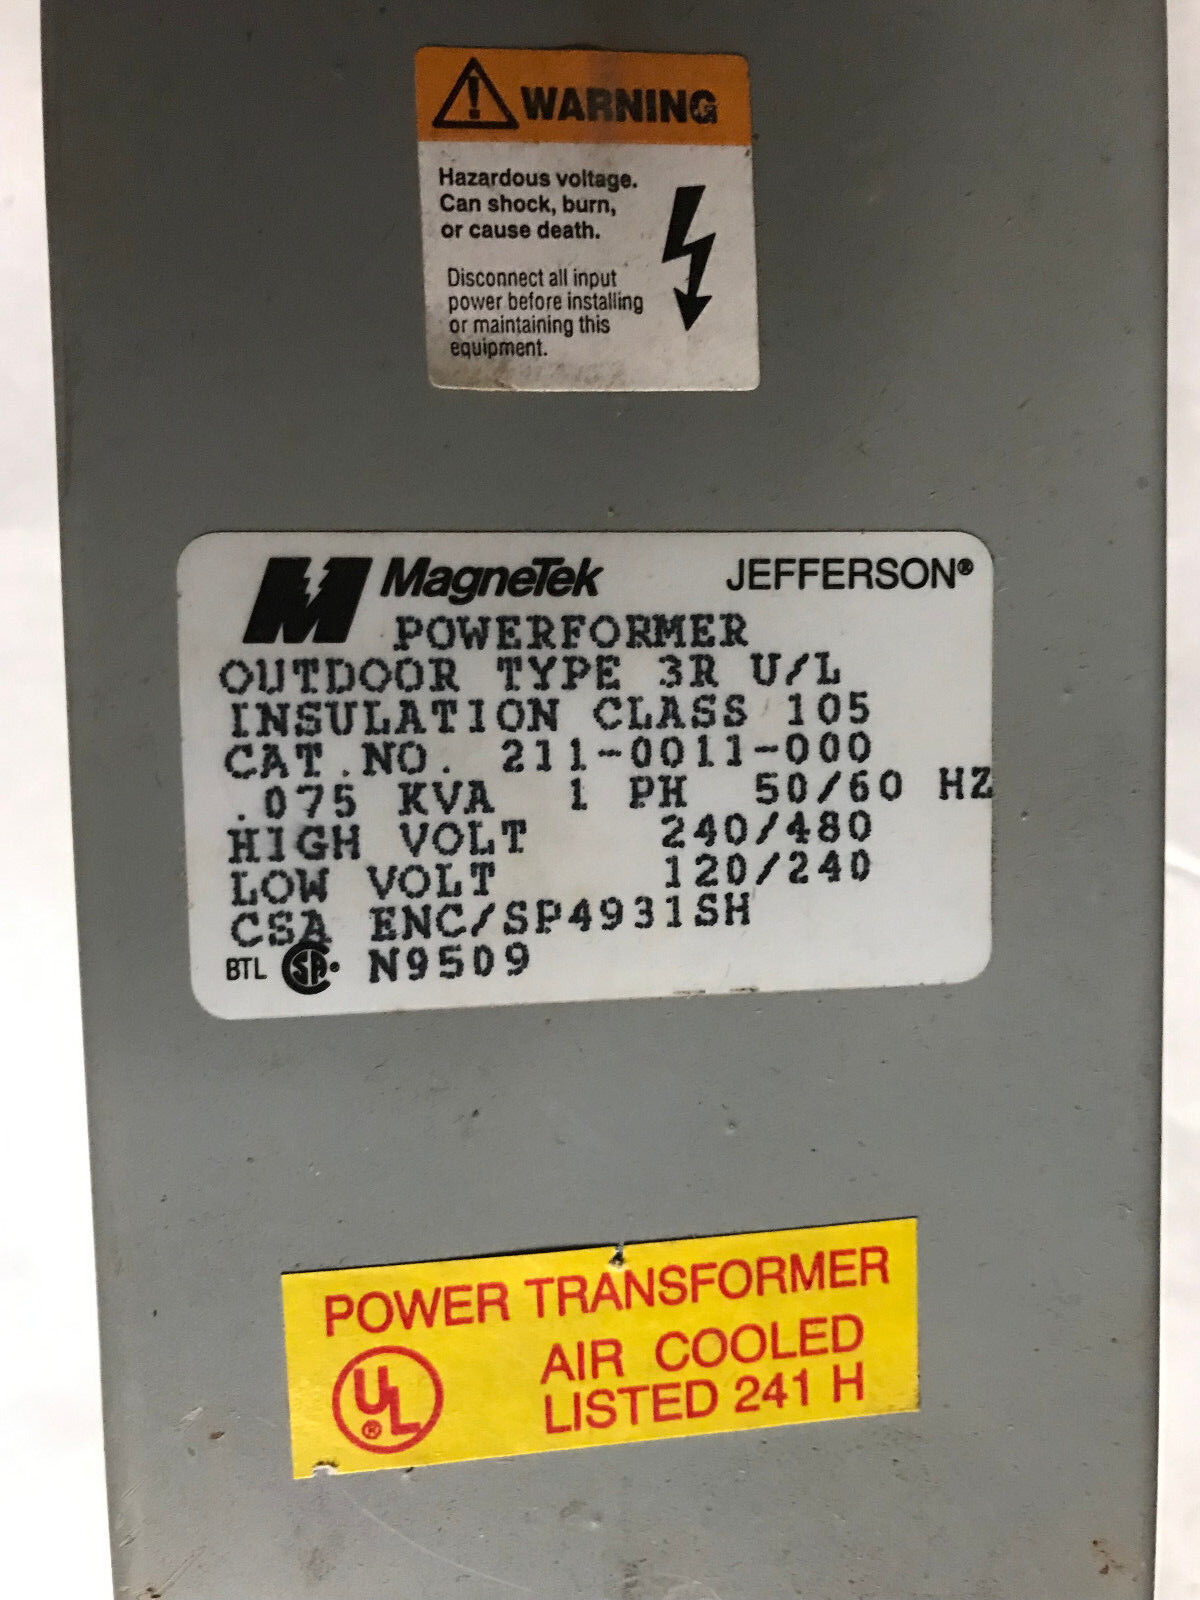 WARNING
Hazardous voltage.
Can shock, burn,
or cause death.
Disconnect all input
power before installing
or maintaining this
equipment.
MagneTek JEFFERSON®
POWERFORMER
OUTDOOR TYPE 3R U/L
INSULATION CLASS 105
CAT.NO. 211-0011-000
.075 KVA 1 PH 50/60 HZ
HIGH VOLT 240/480
LOW VOLT 120/240
CSA ENC/SP4931SH
BTL SA N9509
POWER TRANSFORMER
UL® AIR COOLED
LISTED 241 H